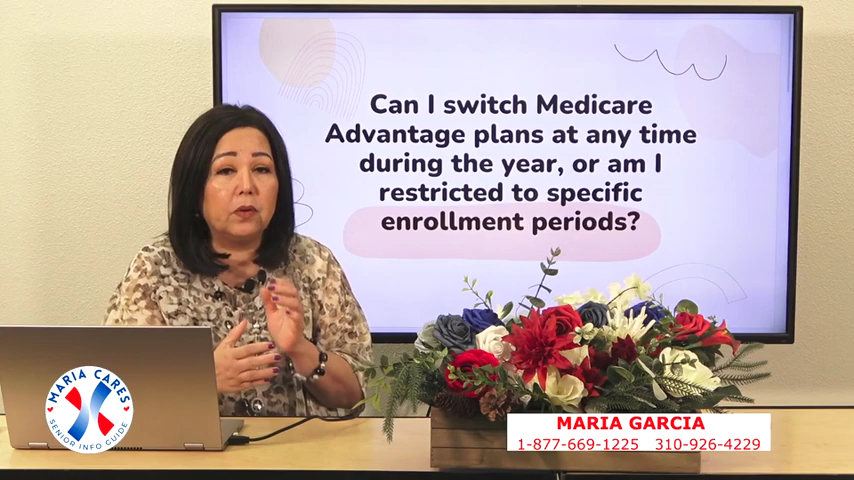 Can I switch Medicare
Advantage plans at any time
during the year, or am I
restricted to specific
enrollment periods?
MARIA CARES
SENIOR INFO GUIDE
MARIA GARCIA
1-877-669-1225 310-926-4229